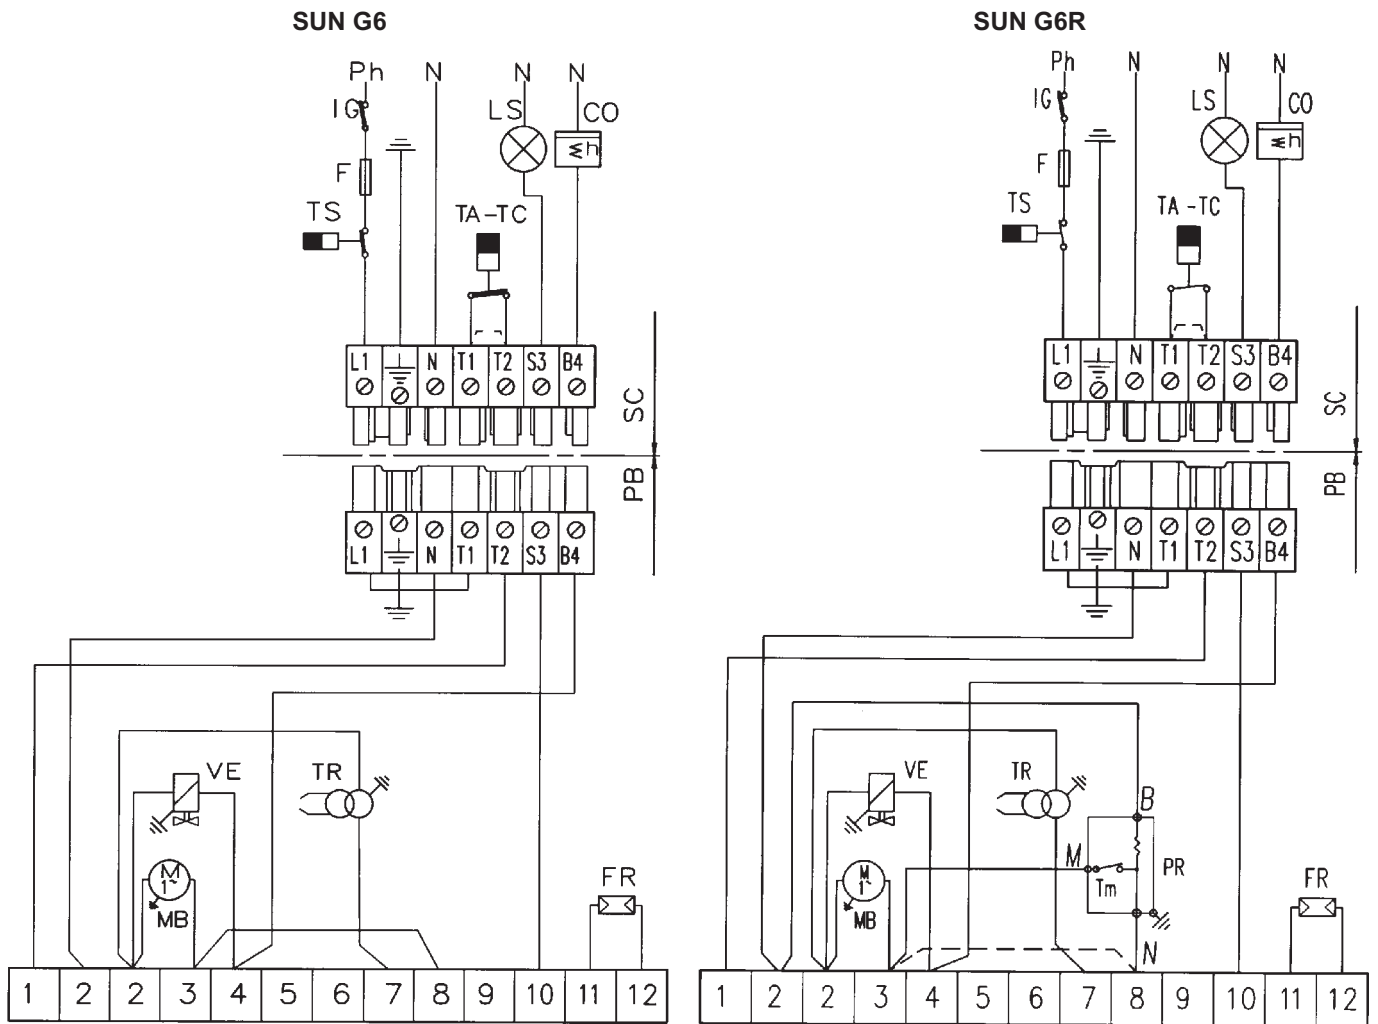 SUN G6
Ph N N N
IG LS CO
Wh
F
TS TA-TC
L1 N T1 T2 S3 B4
SC
PB
L1 N T1 T2 S3 B4
VE TR
M
1~
MB
FR
1 2 2 3 4 5 6 7 8 9 10 11 12
SUN G6R
Ph N N N
IG LS CO
Wh
F
TS TA-TC
L1 N T1 T2 S3 B4
SC
PB
L1 N T1 T2 S3 B4
VE TR
B
M
Tm PR
M
1~
MB
FR
N
1 2 2 3 4 5 6 7 8 9 10 11 12